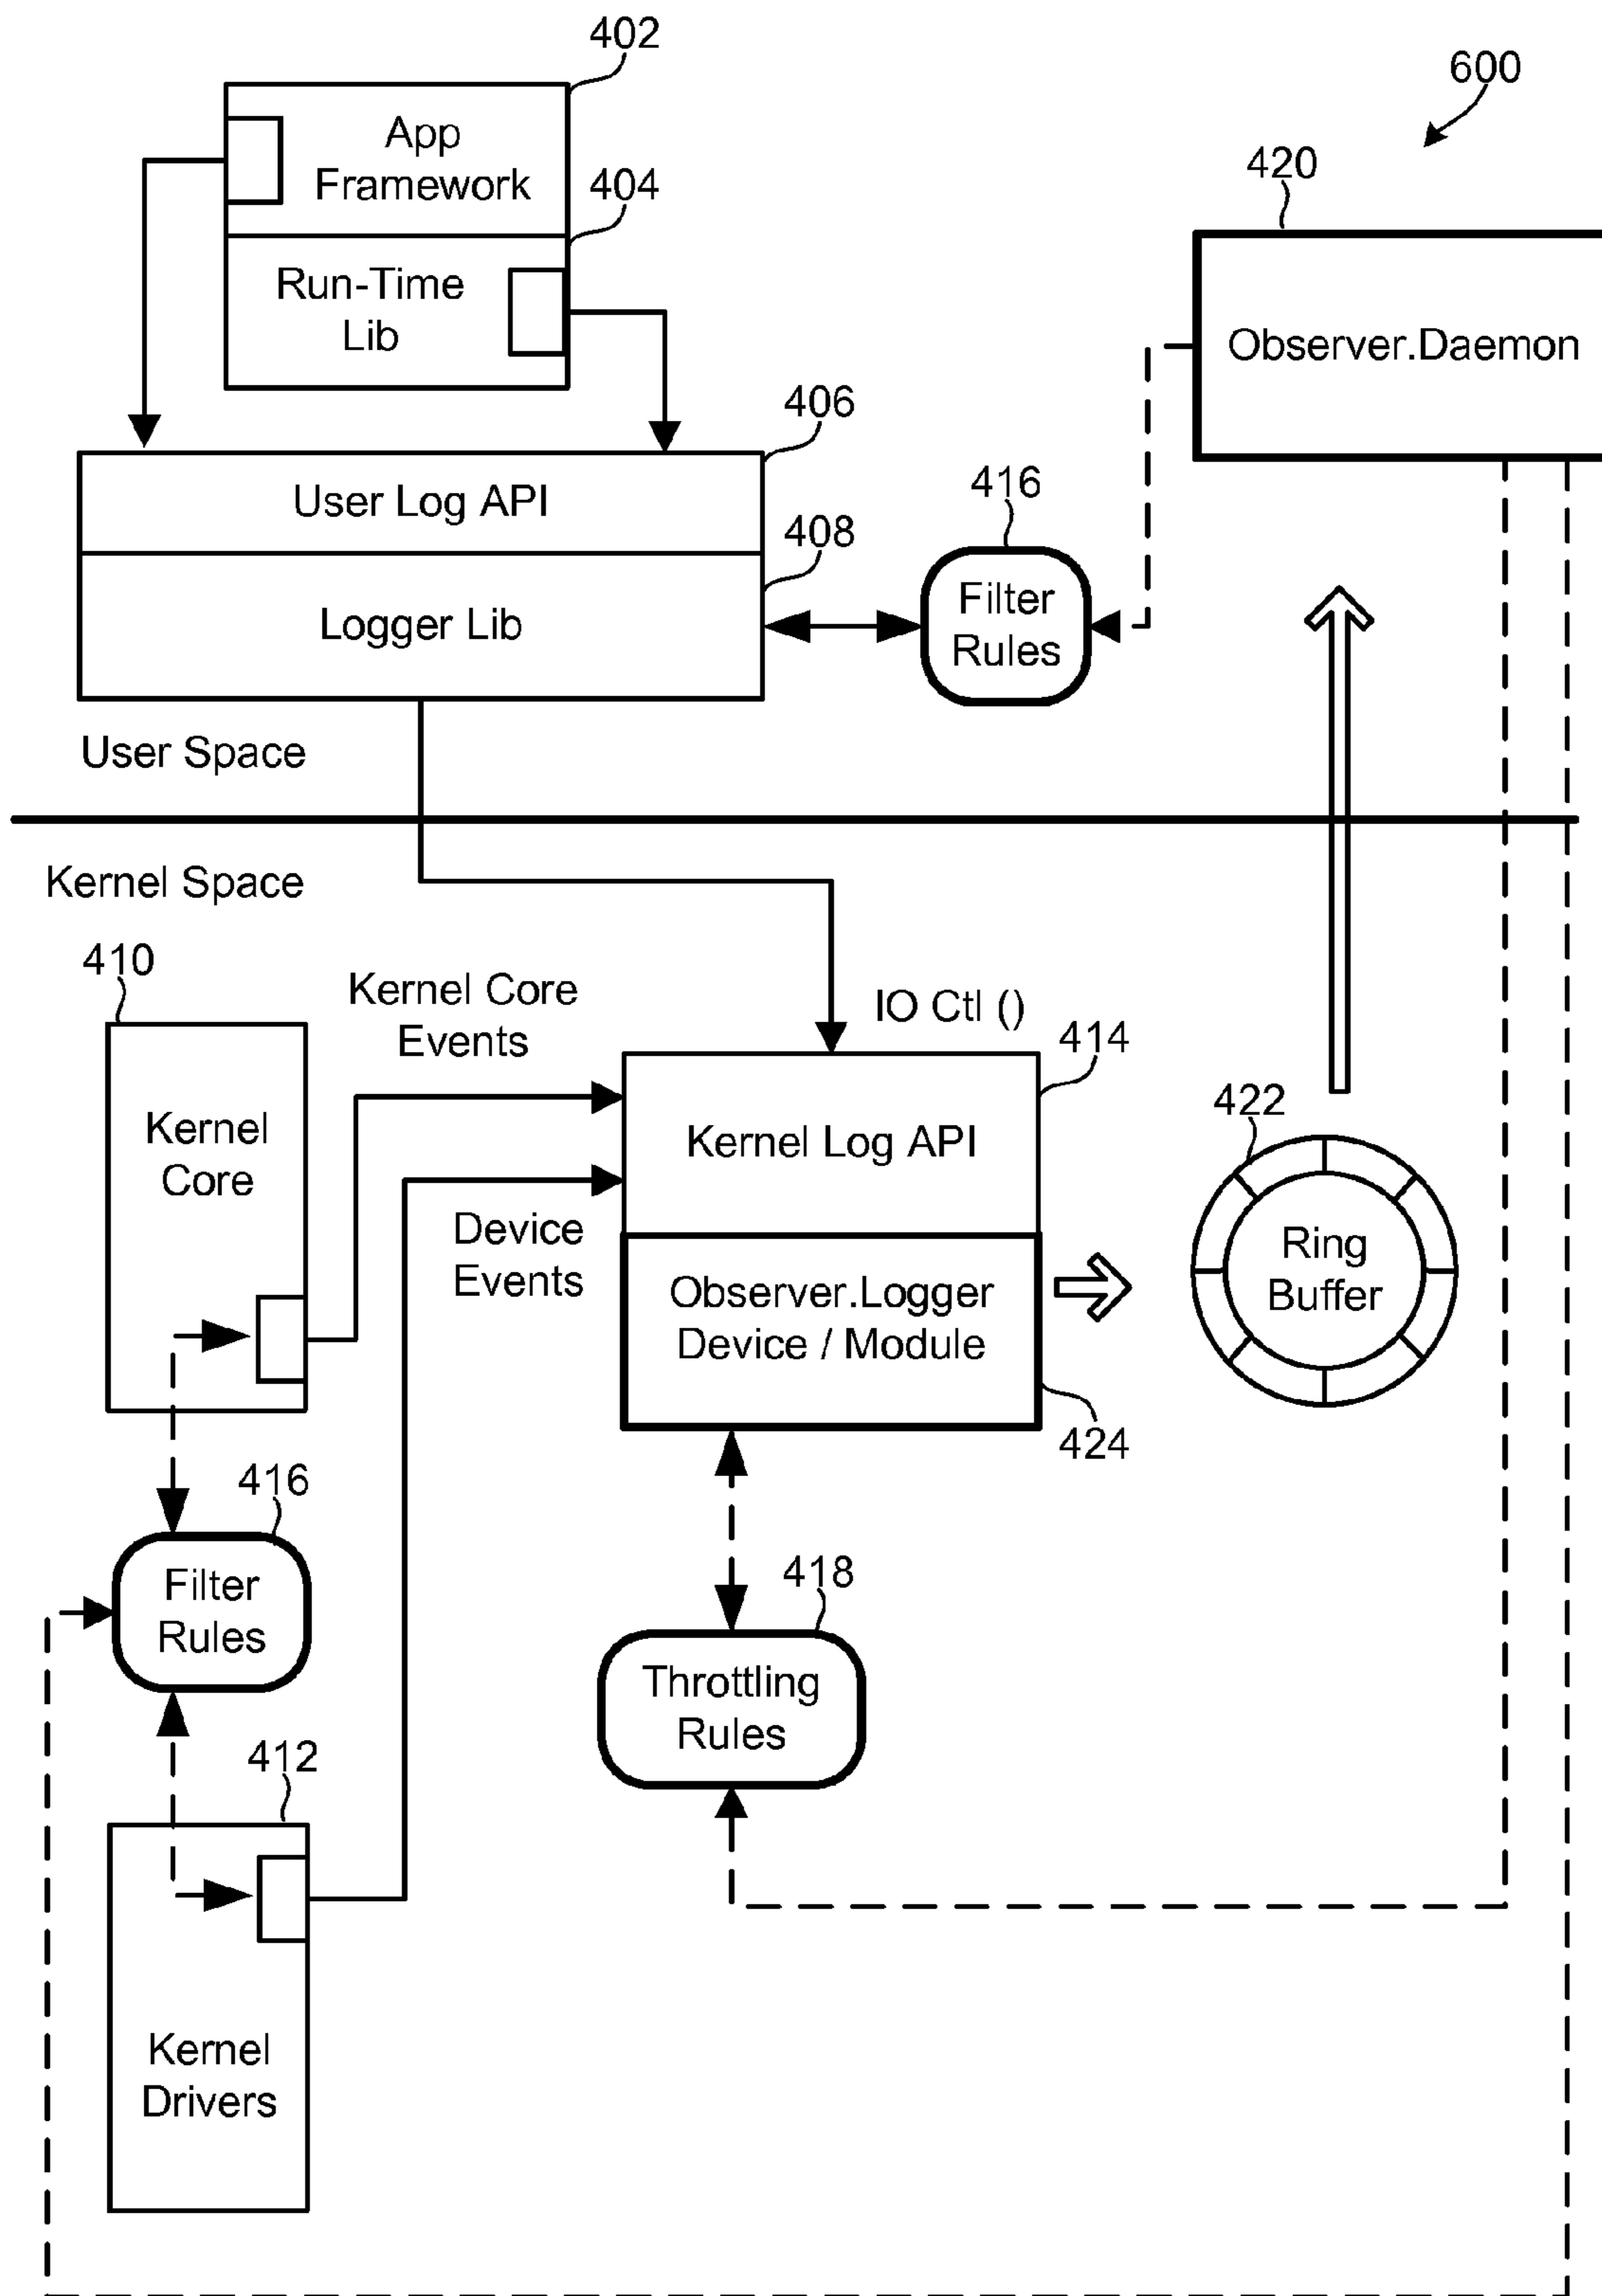 402
600
App
Framework
420
404
Run-Time
Lib
Observer.Daemon
406
User Log API
416
408
Filter
Rules
Logger Lib
User Space
Kernel Space
410
Kernel Core
Events
IO Ctl ()
414
Kernel
Core
Kernel Log API
422
Device
Events
Ring
Buffer
Observer.Logger
Device / Module
424
416
Filter
Rules
418
Throttling
Rules
412
Kernel
Drivers